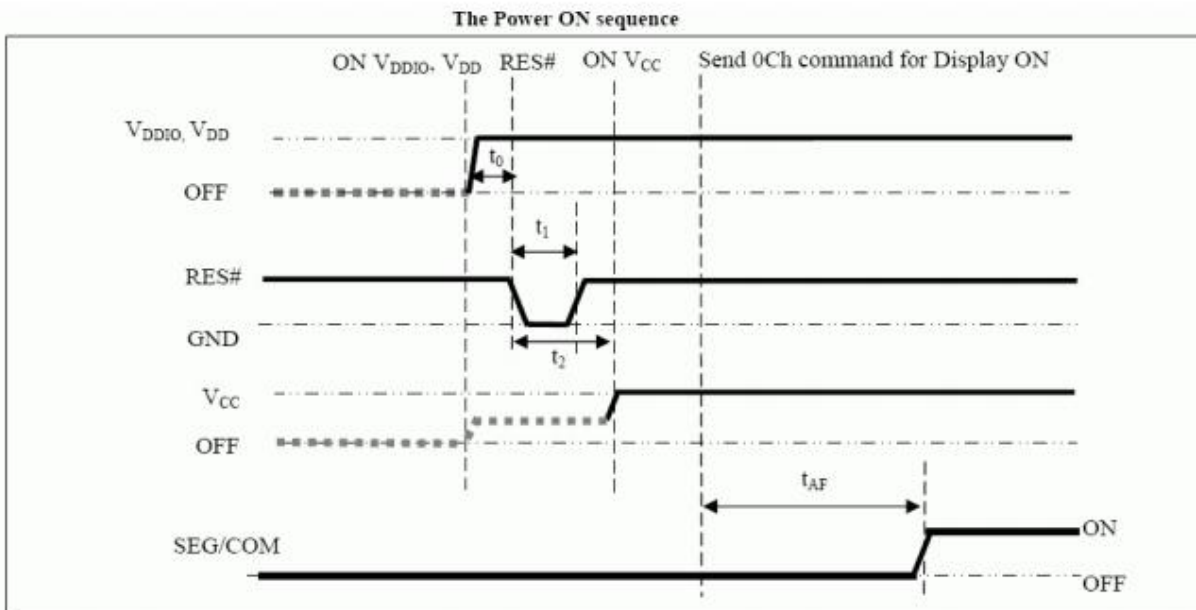 The Power ON sequence
ON VDDIO, VDD RES# ON VCC Send 0Ch command for Display ON
VDDIO, VDD
t0
OFF
t1
RES#
GND
t2
VCC
OFF
tAF
SEG/COM
ON
OFF